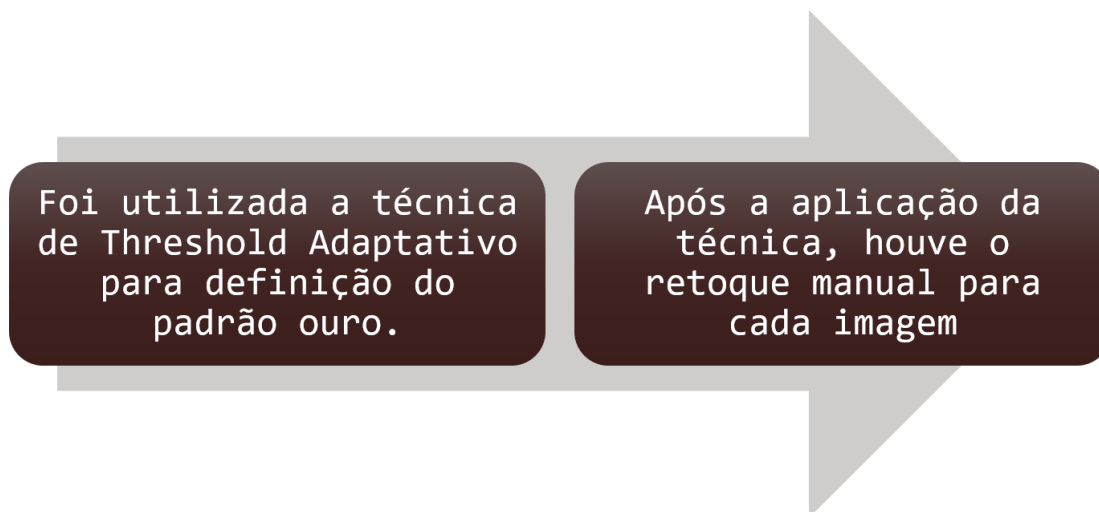 Foi utilizada a técnica
de Threshold Adaptativo
para definição do
padrão ouro.
Após a aplicação da
técnica, houve o
retoque manual para
cada imagem